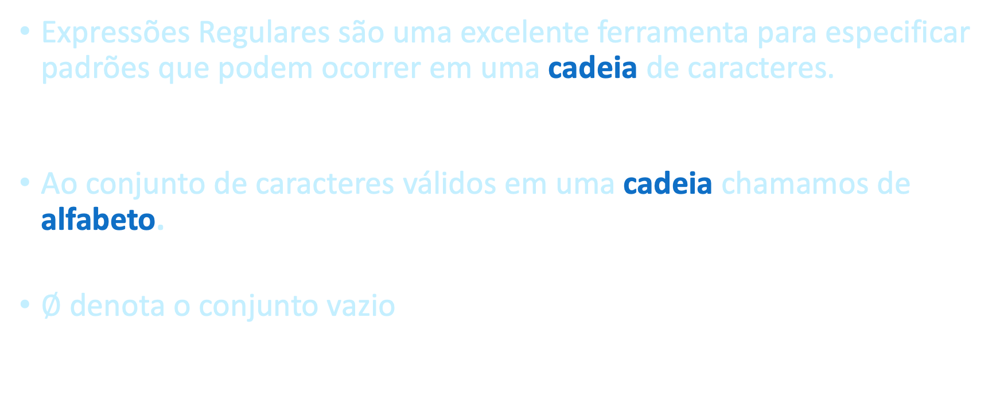 • Expressões Regulares são uma excelente ferramenta para especificar
padrões que podem ocorrer em uma cadeia de caracteres.
• Ao conjunto de caracteres válidos em uma cadeia chamamos de
alfabeto.
• Ø denota o conjunto vazio